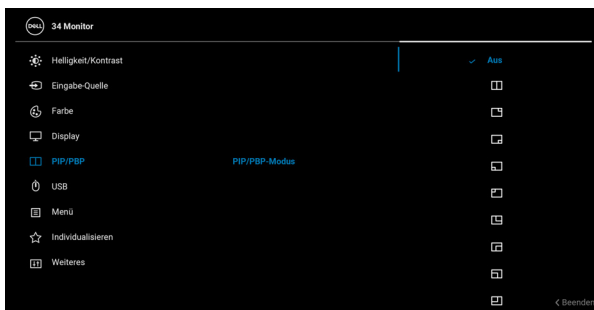 DELL
34 Monitor
Helligkeit/Kontrast
Aus
Eingabe-Quelle
Farbe
Display
PIP/PBP
PIP/PBP-Modus
USB
Menü
Individualisieren
Weiteres
Beenden